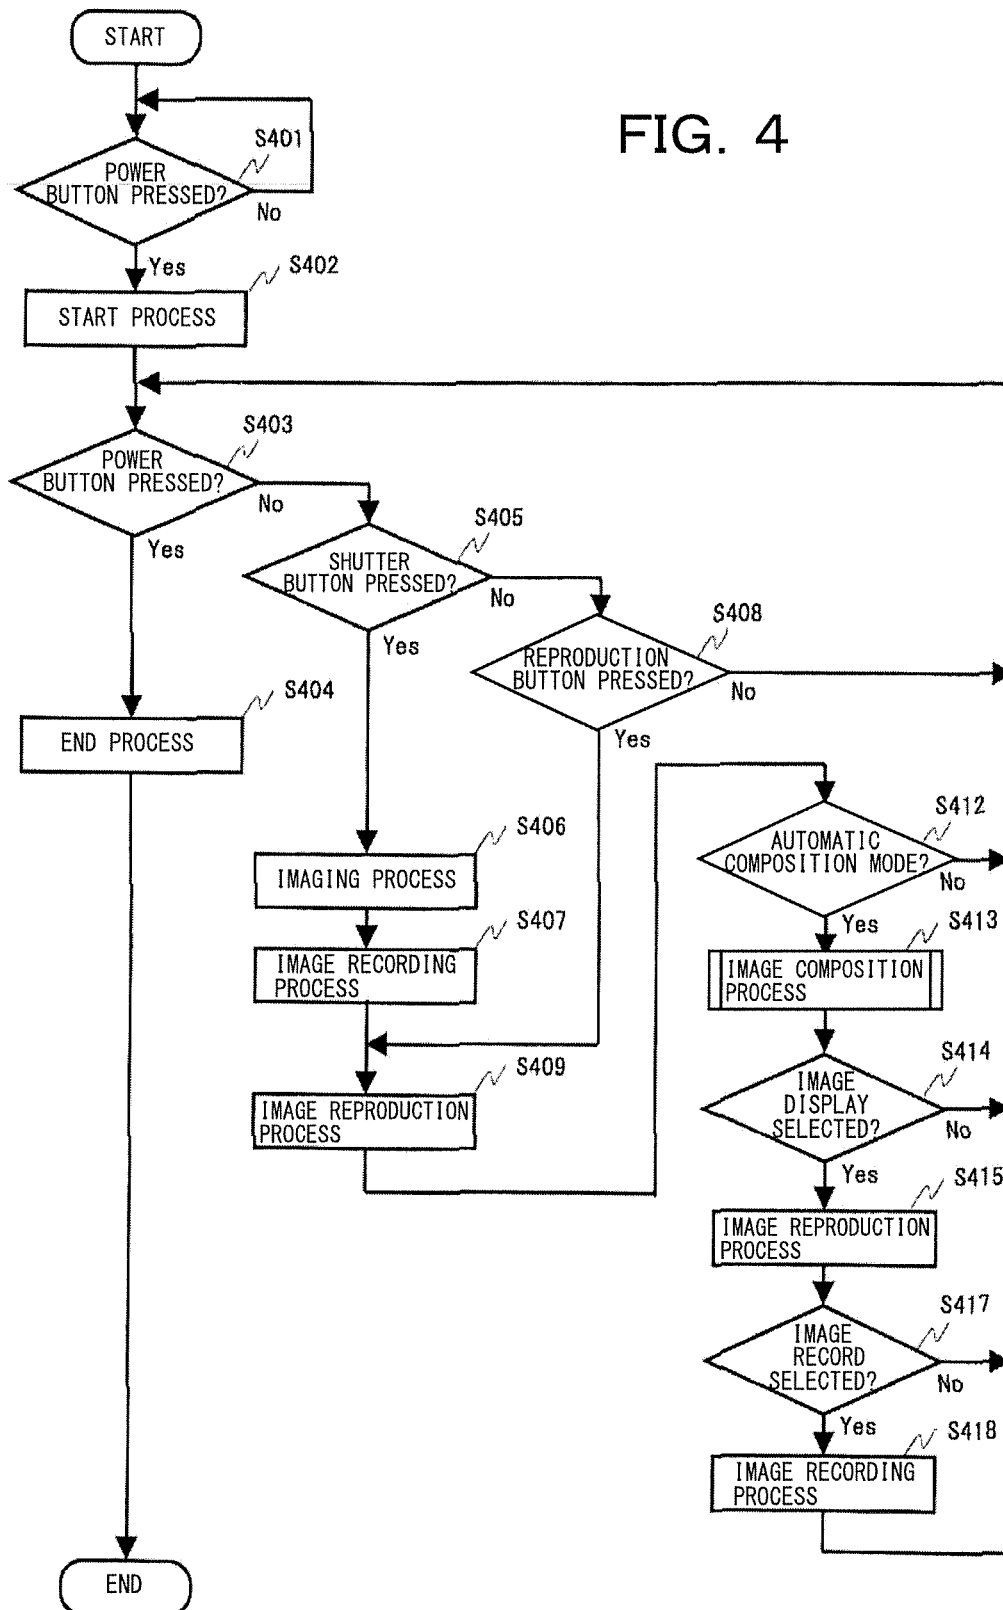 START
FIG. 4
S401
POWER
BUTTON PRESSED?
No
Yes
S402
START PROCESS
S403
POWER
BUTTON PRESSED?
No
Yes
S405
SHUTTER
BUTTON PRESSED?
No
Yes
S408
REPRODUCTION
BUTTON PRESSED?
No
Yes
S404
END PROCESS
S406
IMAGING PROCESS
S407
IMAGE RECORDING
PROCESS
S409
IMAGE REPRODUCTION
PROCESS
S412
AUTOMATIC
COMPOSITION MODE?
No
Yes
S413
IMAGE COMPOSITION
PROCESS
S414
IMAGE
DISPLAY
SELECTED?
No
Yes
S415
IMAGE REPRODUCTION
PROCESS
S417
IMAGE
RECORD
SELECTED?
No
Yes
S418
IMAGE RECORDING
PROCESS
END